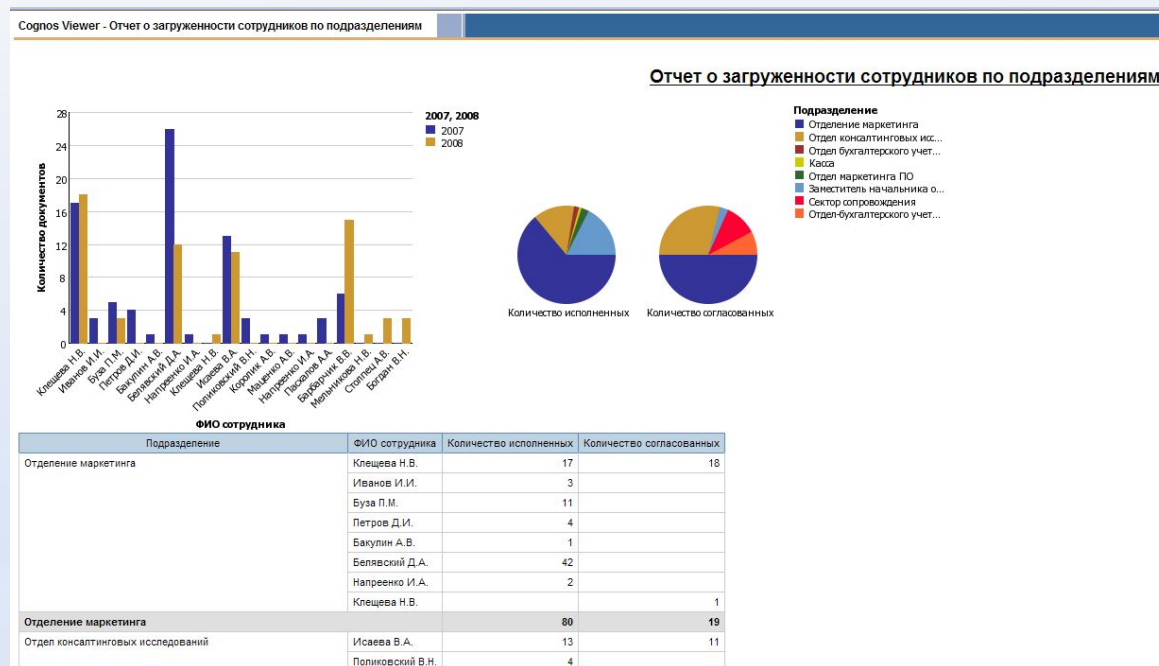 Cognos Viewer - Отчет о загруженности сотрудников по подразделениям
Отчет о загруженности сотрудников по подразделениям
Количество документов
28
24
20
16
12
8
4
0
Клещева Н.В.
Иванов И.И.
Буза П.М.
Петров Д.И.
Бакулин А.В.
Белявский Д.А.
Напреенко И.А.
Клещева Н.В.
Исаева В.А.
Поликовский В.Н.
Королик А.В.
Маценко А.В.
Напреенко И.А.
Паскалов А.А.
Барбарчик В.В.
Мельникова Н.В.
Столпец А.В.
Богдан В.Н.
ФИО сотрудника
2007, 2008
2007
2008
Количество исполненных
Количество согласованных
Подразделение
Отделение маркетинга
Отдел консалтинговых исс...
Отдел бухгалтерского учет...
Касса
Отдел маркетинга ПО
Заместитель начальника о...
Сектор сопровождения
Отдел-бухгалтерского учет...
Подразделение ФИО сотрудника Количество исполненных Количество согласованных
Отделение маркетинга Клещева Н.В. 17 18
Иванов И.И. 3
Буза П.М. 11
Петров Д.И. 4
Бакулин А.В. 1
Белявский Д.А. 42
Напреенко И.А. 2
Клещева Н.В. 1
Отделение маркетинга 80 19
Отдел консалтинговых исследований Исаева В.А. 13 11
Поликовский В.Н. 4